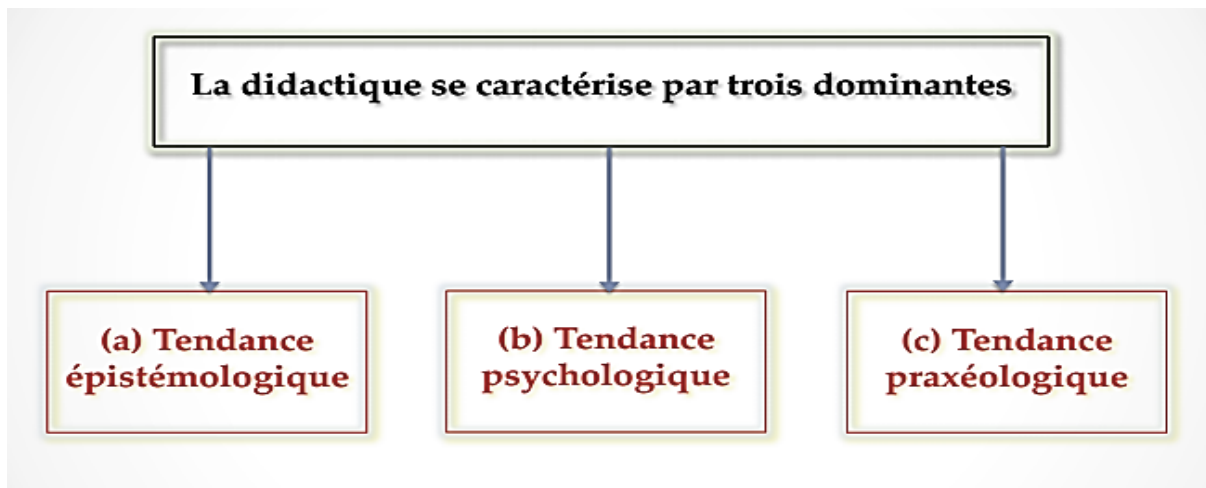 La didactique se caractérise par trois dominantes
(a) Tendance
épistémologique
(b) Tendance
psychologique
(c) Tendance
praxéologique